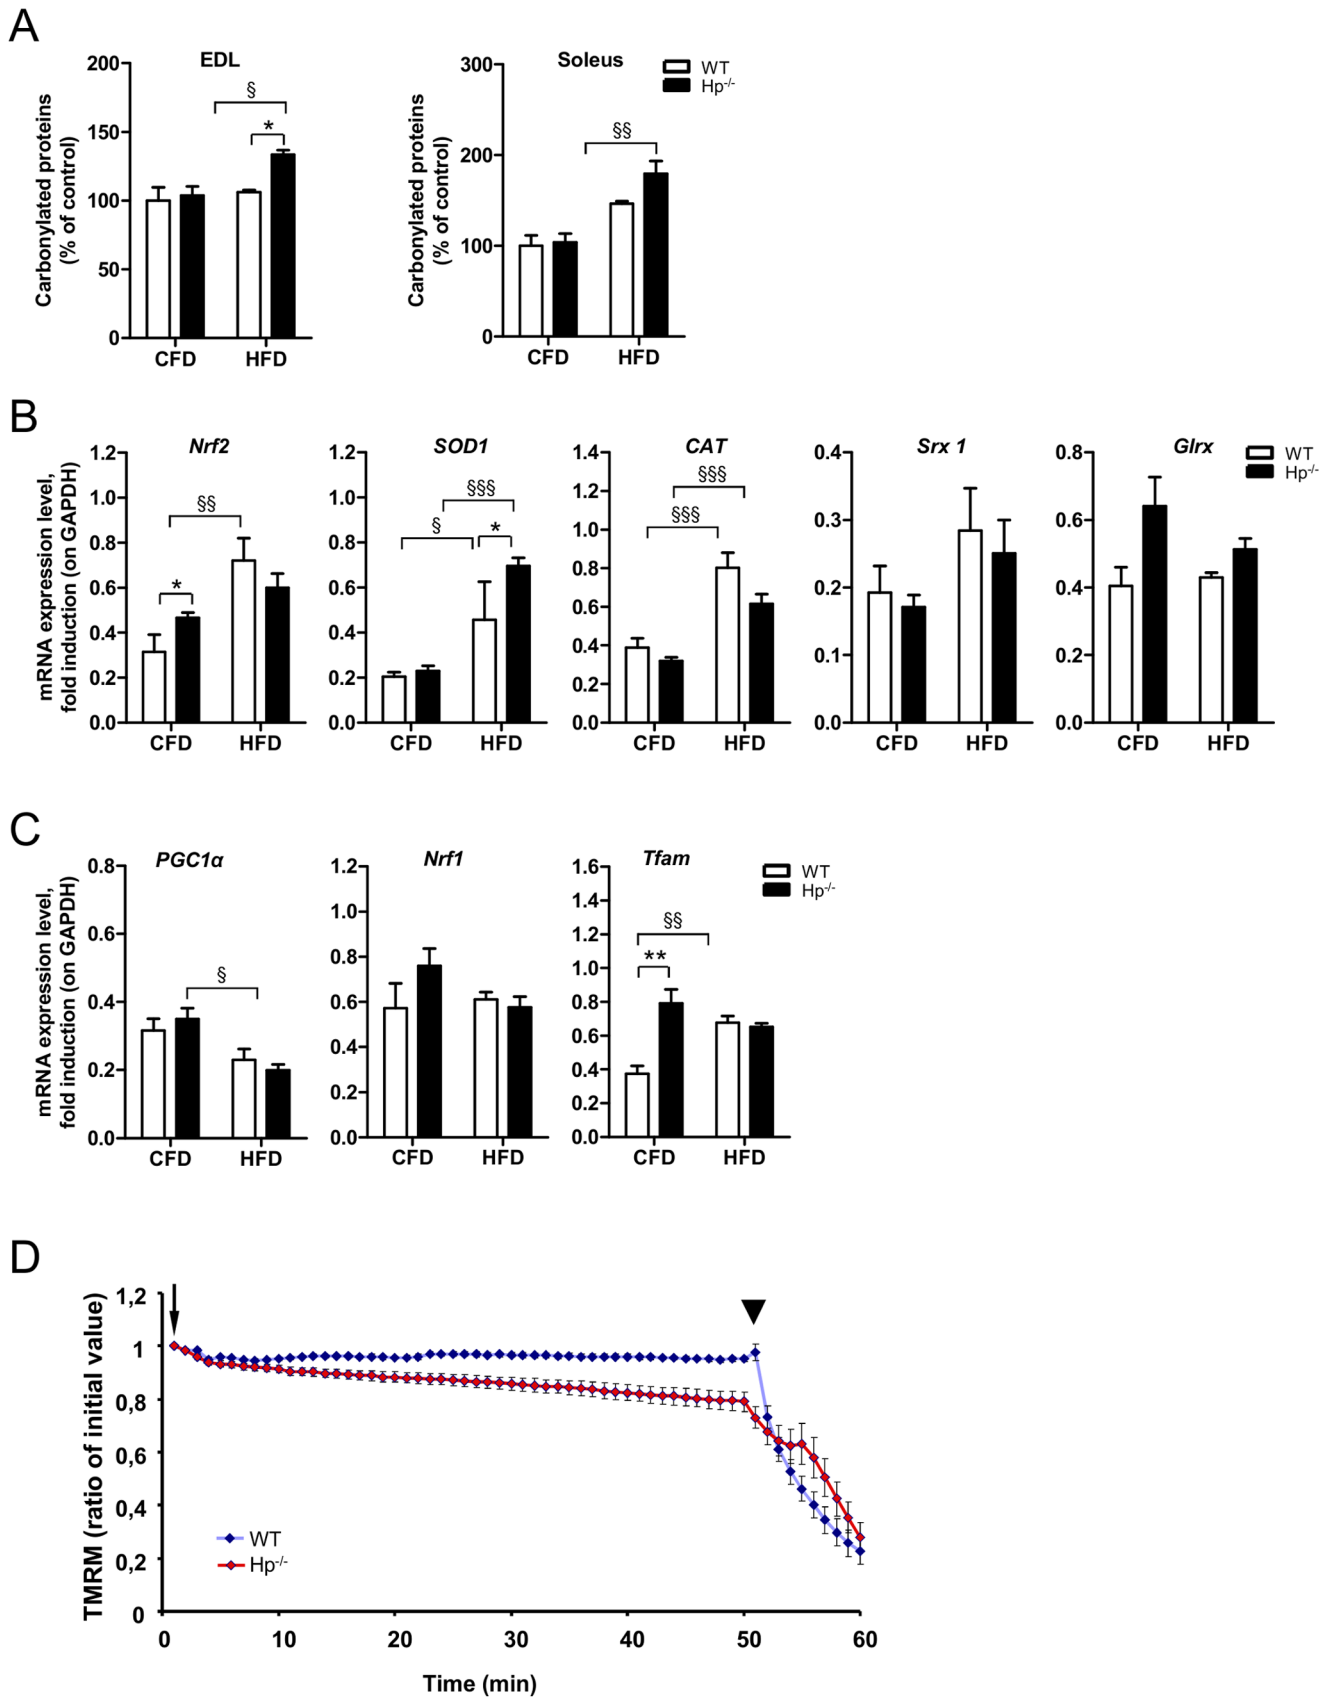 A
EDL
Carbonylated proteins
(% of control)
200
150
100
50
0
§
*
CFD
HFD
Soleus
Carbonylated proteins
(% of control)
300
200
100
0
§§
CFD
HFD
WT
Hp-/-
B
mRNA expression level,
fold induction (on GAPDH)
Nrf2
1.2
1.0
0.8
0.6
0.4
0.2
0.0
§§
*
CFD
HFD
SOD1
1.2
1.0
0.8
0.6
0.4
0.2
0.0
§§§
§
*
CFD
HFD
CAT
1.4
1.2
1.0
0.8
0.6
0.4
0.2
0.0
§§§
§§§
CFD
HFD
Srx 1
0.4
0.3
0.2
0.1
0.0
CFD
HFD
Glrx
0.8
0.6
0.4
0.2
0.0
CFD
HFD
WT
Hp-/-
C
mRNA expression level,
fold induction (on GAPDH)
PGC1α
0.8
0.6
0.4
0.2
0.0
§
CFD
HFD
Nrf1
1.2
1.0
0.8
0.6
0.4
0.2
0.0
CFD
HFD
Tfam
1.6
1.4
1.2
1.0
0.8
0.6
0.4
0.2
0.0
§§
**
CFD
HFD
WT
Hp-/-
D
TMRM (ratio of initial value)
1,2
1
0,8
0,6
0,4
0,2
0
WT
Hp-/-
0 10 20 30 40 50 60
Time (min)